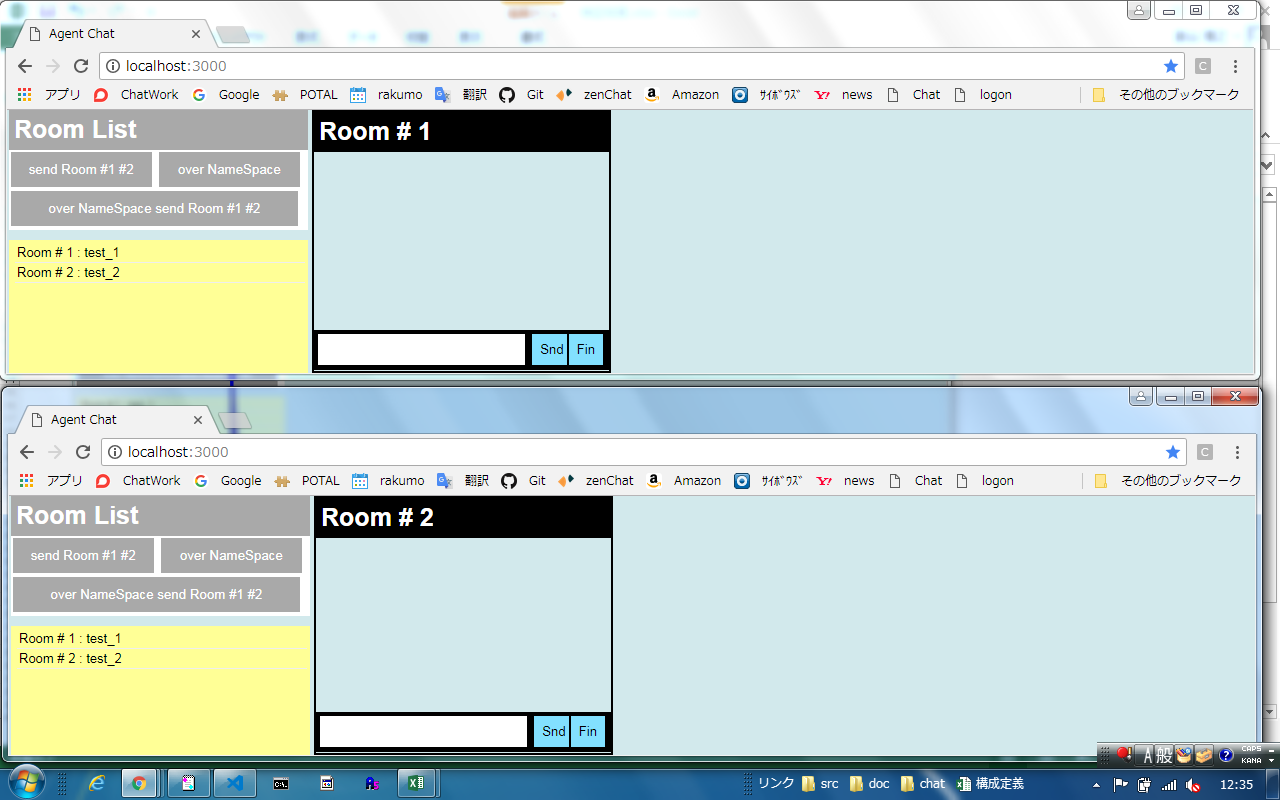 Agent Chat
localhost:3000
C
アプリ ChatWork Google POTAL rakumo 翻訳 Git zenChat Amazon ｻｲﾎﾞｳｽﾞ news Chat logon その他のブックマーク
Room List
send Room #1 #2 over NameSpace
over NameSpace send Room #1 #2
Room # 1 : test_1
Room # 2 : test_2
Room # 1
Snd Fin
Agent Chat
localhost:3000
C
アプリ ChatWork Google POTAL rakumo 翻訳 Git zenChat Amazon ｻｲﾎﾞｳｽﾞ news Chat logon その他のブックマーク
Room List
send Room #1 #2 over NameSpace
over NameSpace send Room #1 #2
Room # 1 : test_1
Room # 2 : test_2
Room # 2
Snd Fin
A 般 CAPS
KANA
リンク src doc chat 構成定義 12:35